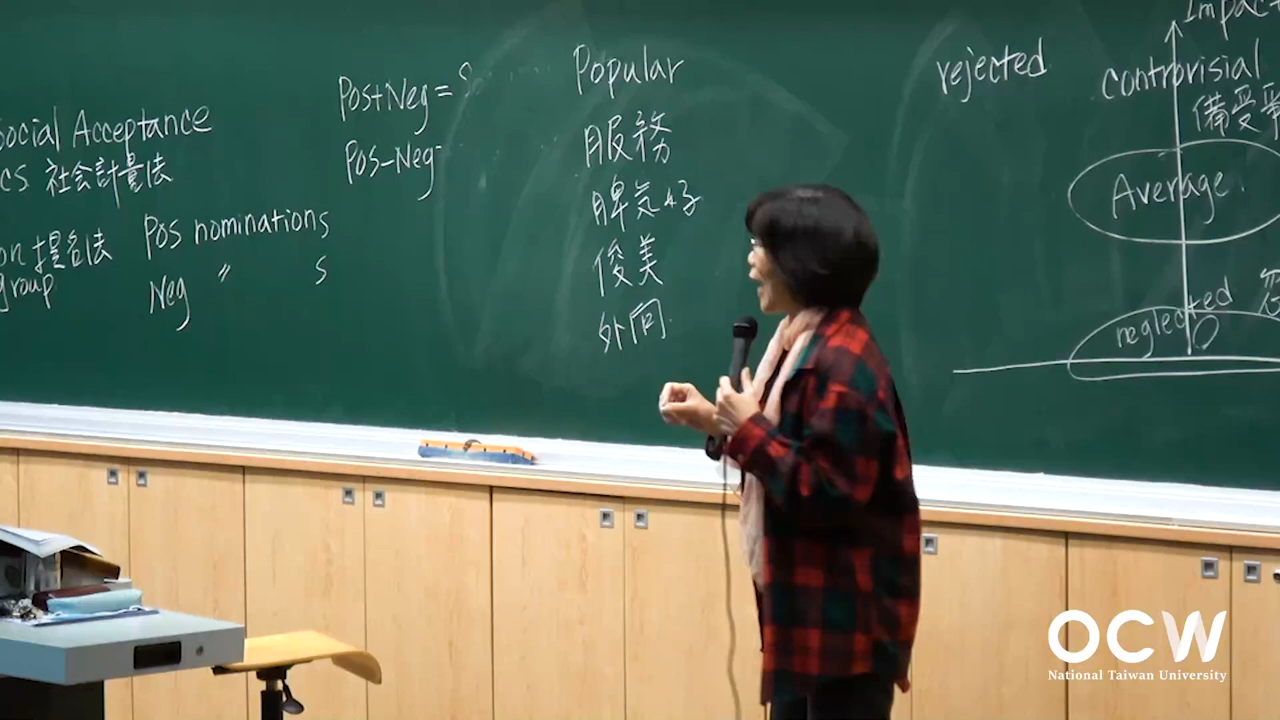 Social Acceptance
cs 社会計量法
on 提名法
group
Pos nominations
Neg 〃 s
Pos+Neg = S
Pos-Neg
Popular
服務
脾気好
俊美
外向
rejected
Impact
controvisial
備受爭
Average
neglected
OCW
National Taiwan University